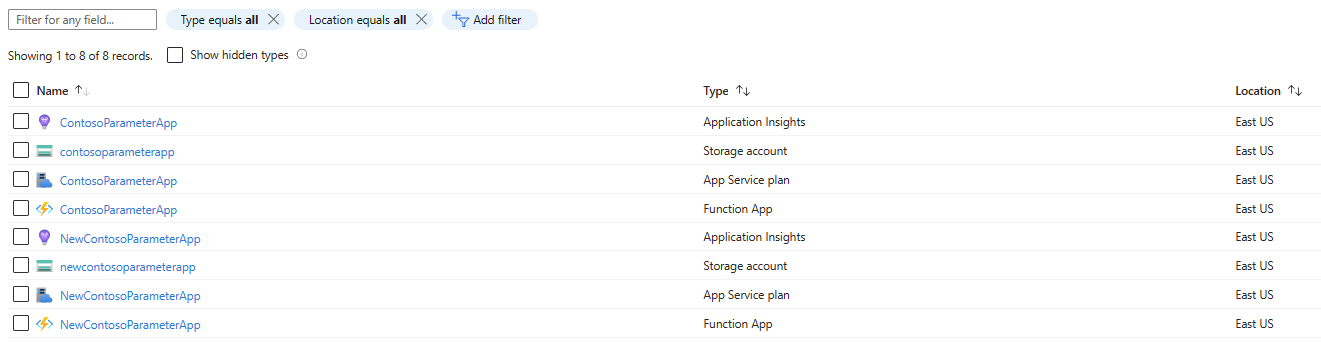 Filter for any field... Type equals all Location equals all Add filter
Showing 1 to 8 of 8 records. Show hidden types
Name Type Location
ContosoParameterApp Application Insights East US
contosoparameterapp Storage account East US
ContosoParameterApp App Service plan East US
ContosoParameterApp Function App East US
NewContosoParameterApp Application Insights East US
newcontosoparameterapp Storage account East US
NewContosoParameterApp App Service plan East US
NewContosoParameterApp Function App East US